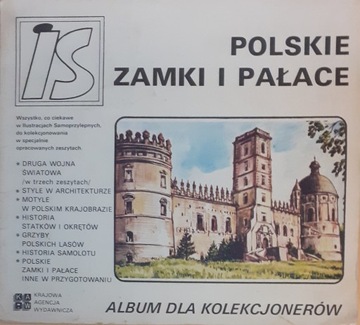 iS
POLSKIE
ZAMKI I PAŁACE
Wszystko, co ciekawe
w Ilustracjach Samoprzylepnych,
do kolekcjonowania
w specjalnie
opracowanych zeszytach.
• DRUGA WOJNA
ŚWIATOWA
/w trzech zeszytach/
• STYLE W ARCHITEKTURZE
• MOTYLE
W POLSKIM KRAJOBRAZIE
• HISTORIA
STATKÓW I OKRĘTÓW
• GRZYBY
POLSKICH LASÓW
• HISTORIA SAMOLOTU
• POLSKIE
ZAMKI I PAŁACE
INNE W PRZYGOTOWANIU
KRAJOWA
AGENCJA
WYDAWNICZA
ALBUM DLA KOLEKCJONERÓW